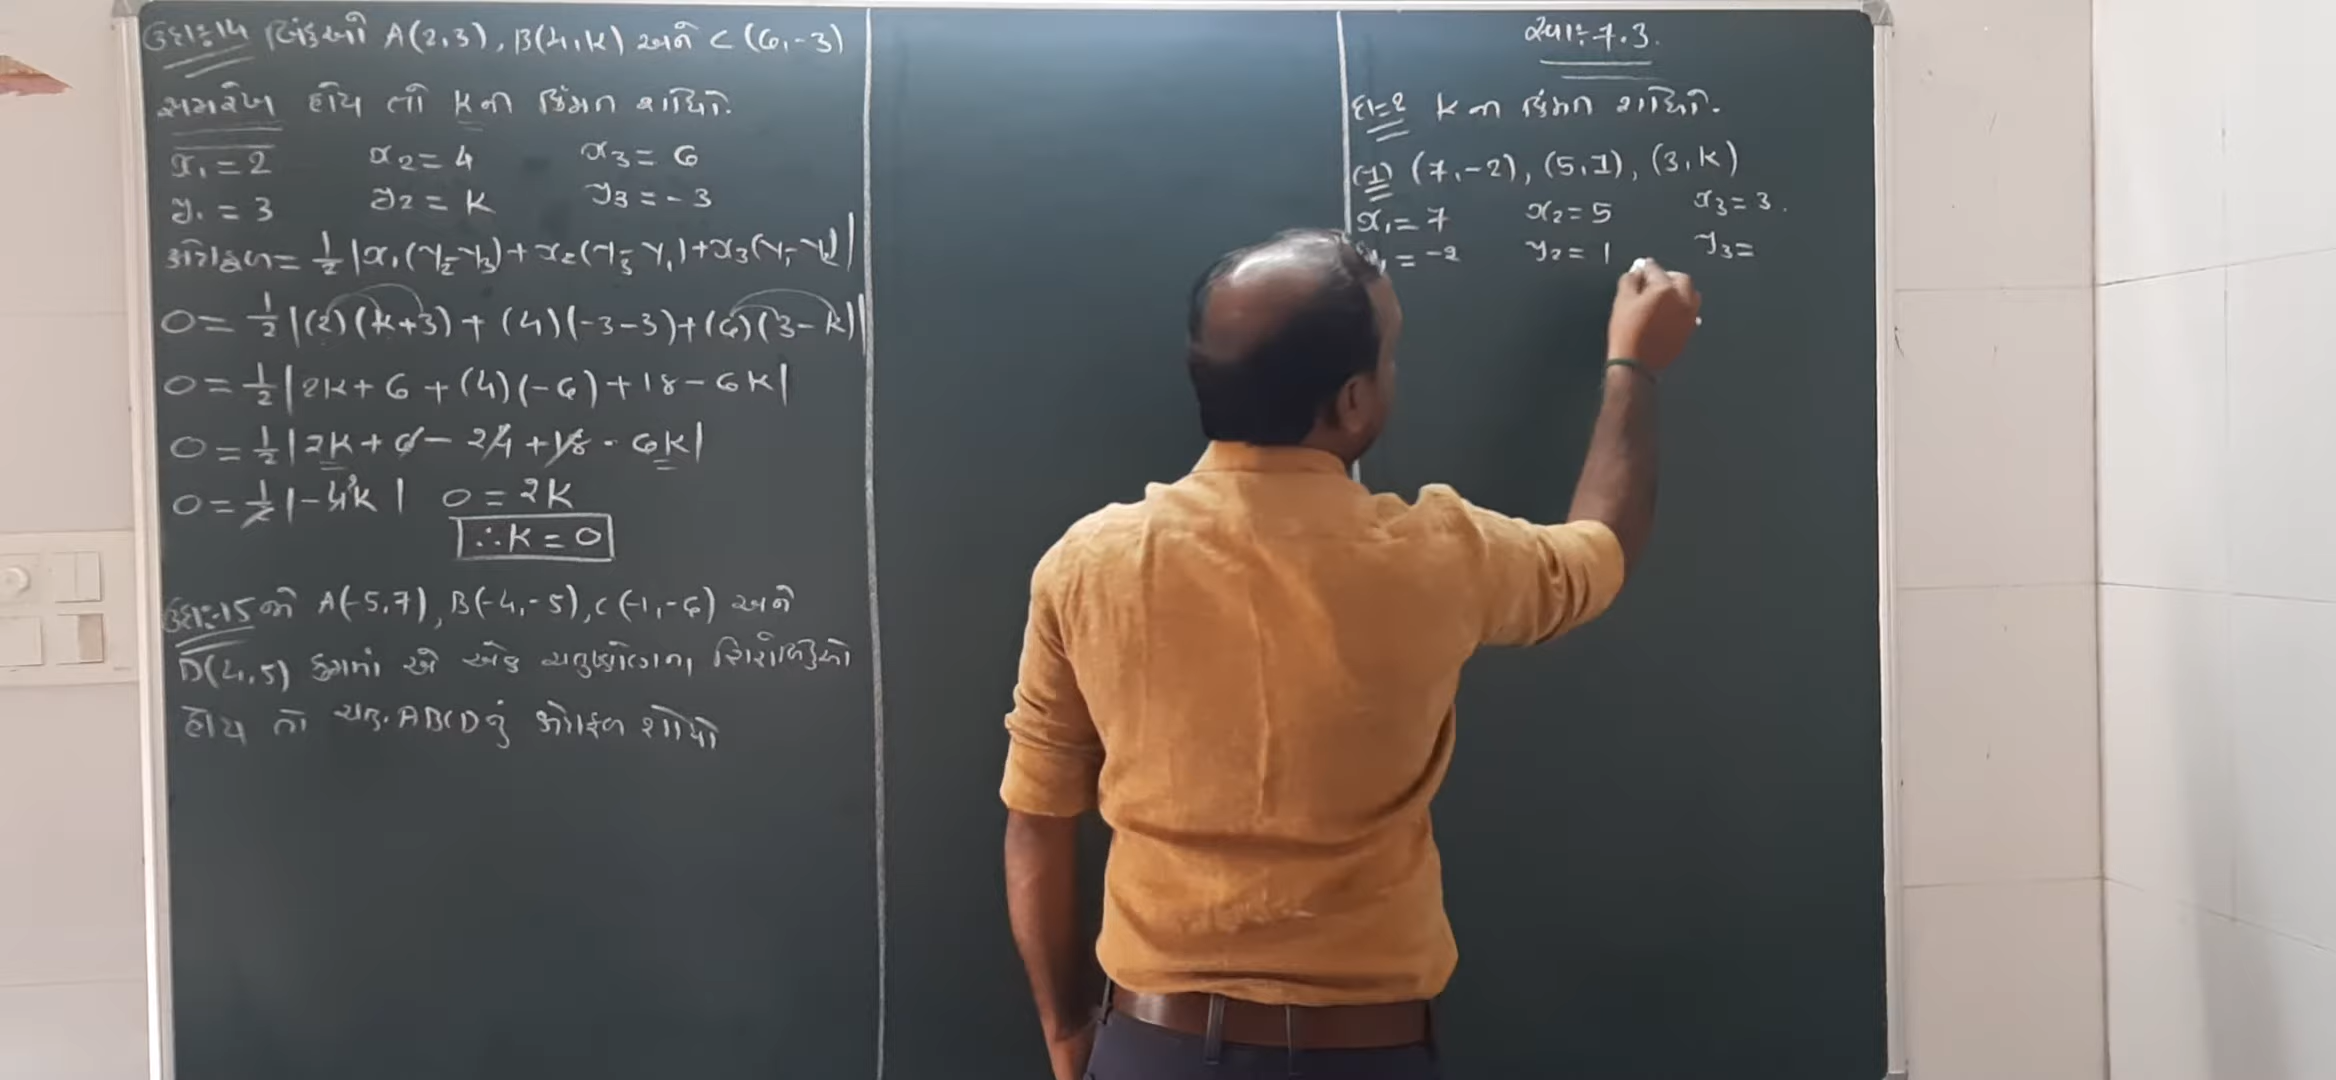 ઉદા:-14 બિંદુઓ A(2,3), B(4,k) અને C(6,-3)
સમરેખ હોય તો k ની કિંમત શોધો.
x₁ = 2 x₂ = 4 x₃ = 6
y₁ = 3 y₂ = k y₃ = -3
ક્ષેત્રફળ = 1/2 |x₁(y₂-y₃)+x₂(y₃-y₁)+x₃(y₁-y₂)|
0 = 1/2 |(2)(k+3) + (4)(-3-3)+(6)(3-k)|
0 = 1/2 |2k+6+(4)(-6)+18-6k|
0 = 1/2 |2k+6-24+18-6k|
0 = 1/2 |-4k| 0 = 2k
∴ k = 0
ઉદા:-15 જો A(-5,7), B(-4,-5), C(-1,-6) અને
D(4,5) ક્રમમાં એ એક ચતુષ્કોણના શિરોબિંદુઓ
હોય તો ચતુ. ABCD નું ક્ષેત્રફળ શોધો
સ્વા:-7.3.
દા-2 k ની કિંમત શોધો.
(1) (7,-2), (5,1), (3,k)
x₁ = 7 x₂ = 5 x₃ = 3.
= -2 y₂ = 1 y₃ =